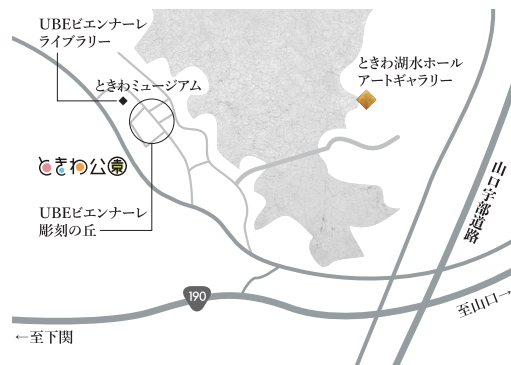 UBEビエンナーレ
ライブラリー
ときわミュージアム
ときわ湖水ホール
アートギャラリー
ときわ公園
UBEビエンナーレ
彫刻の丘
山口宇部道路
190
至山口→
←至下関